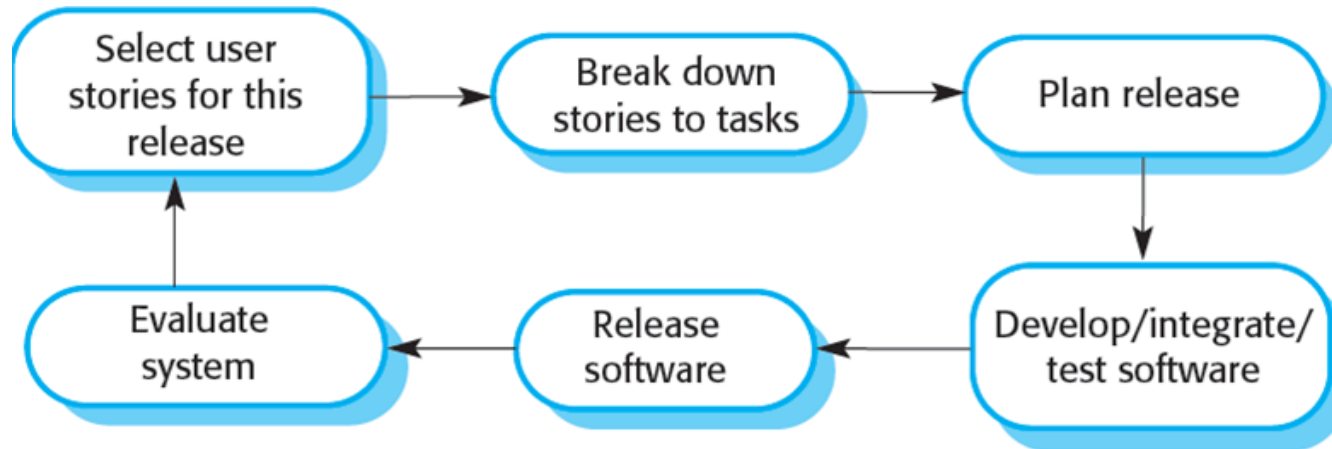 Select user
stories for this
release
Break down
stories to tasks
Plan release
Develop/integrate/
test software
Release
software
Evaluate
system